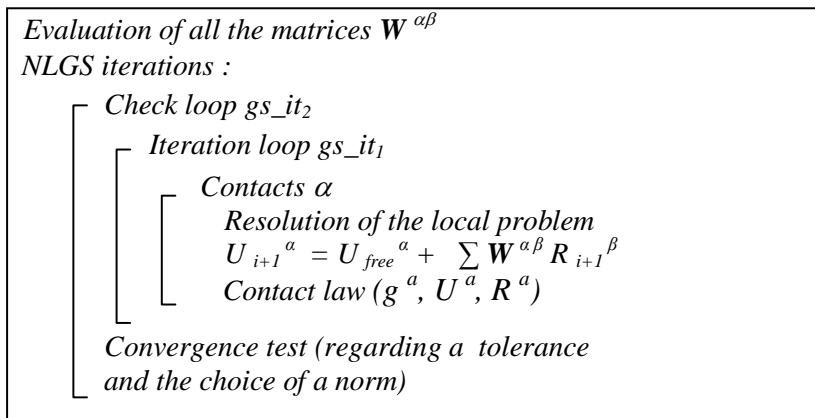 Evaluation of all the matrices W αβ
NLGS iterations :
Check loop gs_it2
Iteration loop gs_it1
Contacts α
Resolution of the local problem
U i+1 α = U free α + ∑ W αβ R i+1 β
Contact law (g a, U a, R a)
Convergence test (regarding a tolerance
and the choice of a norm)